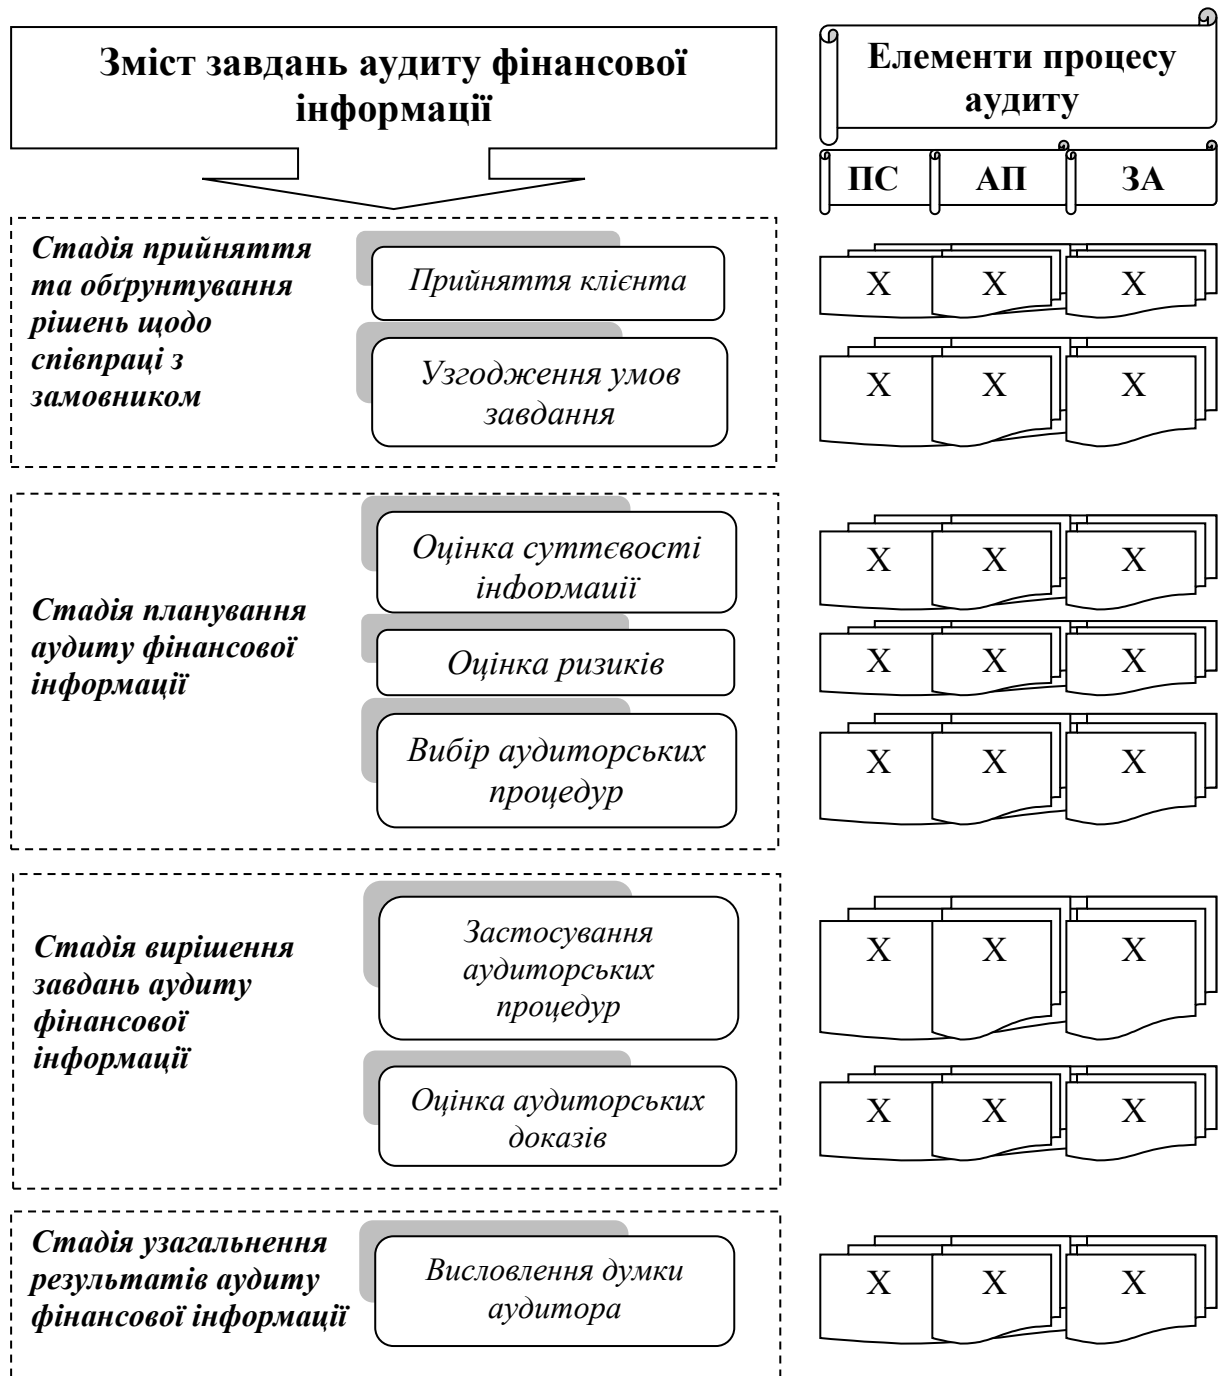 Зміст завдань аудиту фінансової
інформації
Елементи процесу
аудиту
ПС АП ЗА
Стадія прийняття
та обґрунтування
рішень щодо
співпраці з
замовником
Прийняття клієнта
Х Х Х
Узгодження умов
завдання
Х Х Х
Стадія планування
аудиту фінансової
інформації
Оцінка суттєвості
інформації
Х Х Х
Оцінка ризиків
Х Х Х
Вибір аудиторських
процедур
Х Х Х
Стадія вирішення
завдань аудиту
фінансової
інформації
Застосування
аудиторських
процедур
Х Х Х
Оцінка аудиторських
доказів
Х Х Х
Стадія узагальнення
результатів аудиту
фінансової інформації
Висловлення думки
аудитора
Х Х Х